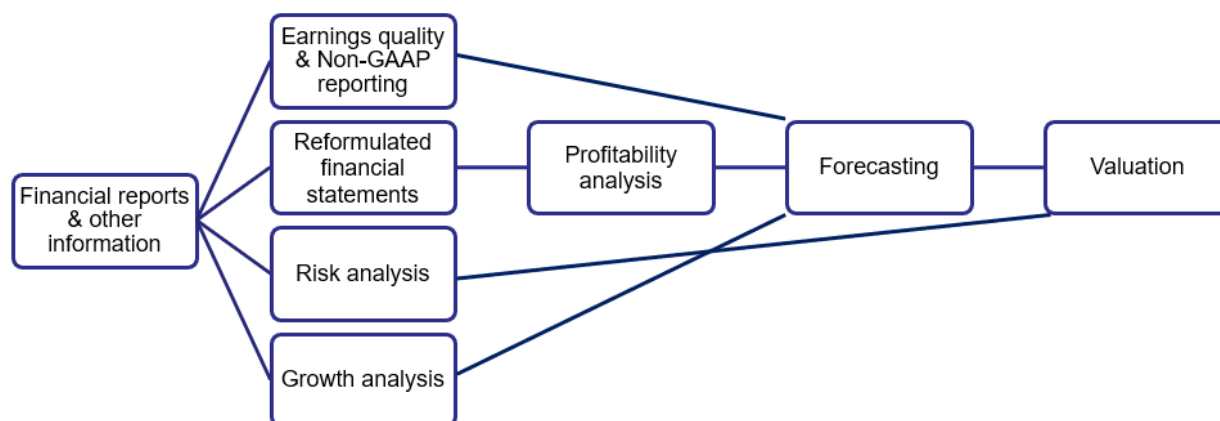 Earnings quality
& Non-GAAP
reporting
Reformulated
financial
statements
Profitability
analysis
Forecasting
Valuation
Financial reports
& other
information
Risk analysis
Growth analysis